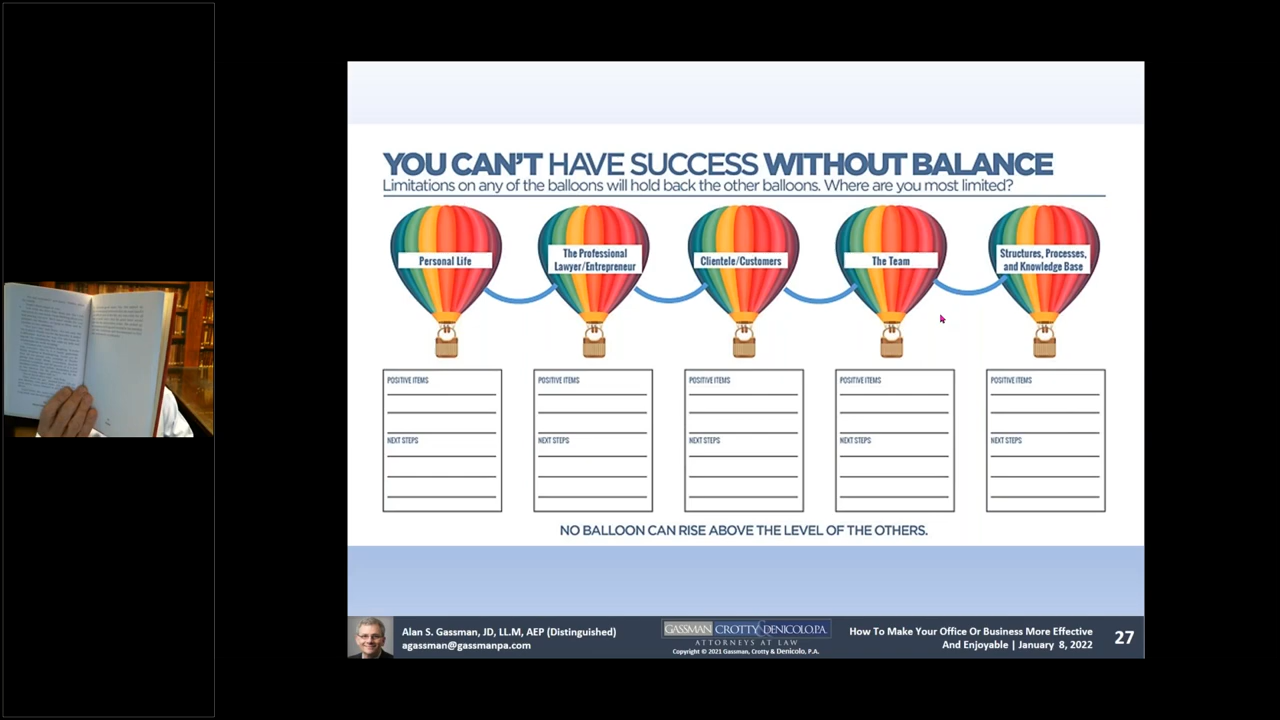 YOU CAN'T HAVE SUCCESS WITHOUT BALANCE
Limitations on any of the balloons will hold back the other balloons. Where are you most limited?
Personal Life
The Professional
Lawyer/Entrepreneur
Clientele/Customers
The Team
Structures, Processes,
and Knowledge Base
POSITIVE ITEMS
NEXT STEPS
POSITIVE ITEMS
NEXT STEPS
POSITIVE ITEMS
NEXT STEPS
POSITIVE ITEMS
NEXT STEPS
POSITIVE ITEMS
NEXT STEPS
NO BALLOON CAN RISE ABOVE THE LEVEL OF THE OTHERS.
Alan S. Gassman, JD, LL.M, AEP (Distinguished)
agassman@gassmanpa.com
GASSMAN CROTTY & DENICOLO, P.A.
ATTORNEYS AT LAW
Copyright © 2021 Gassman, Crotty & Denicolo, P.A.
How To Make Your Office Or Business More Effective
And Enjoyable | January 8, 2022
27